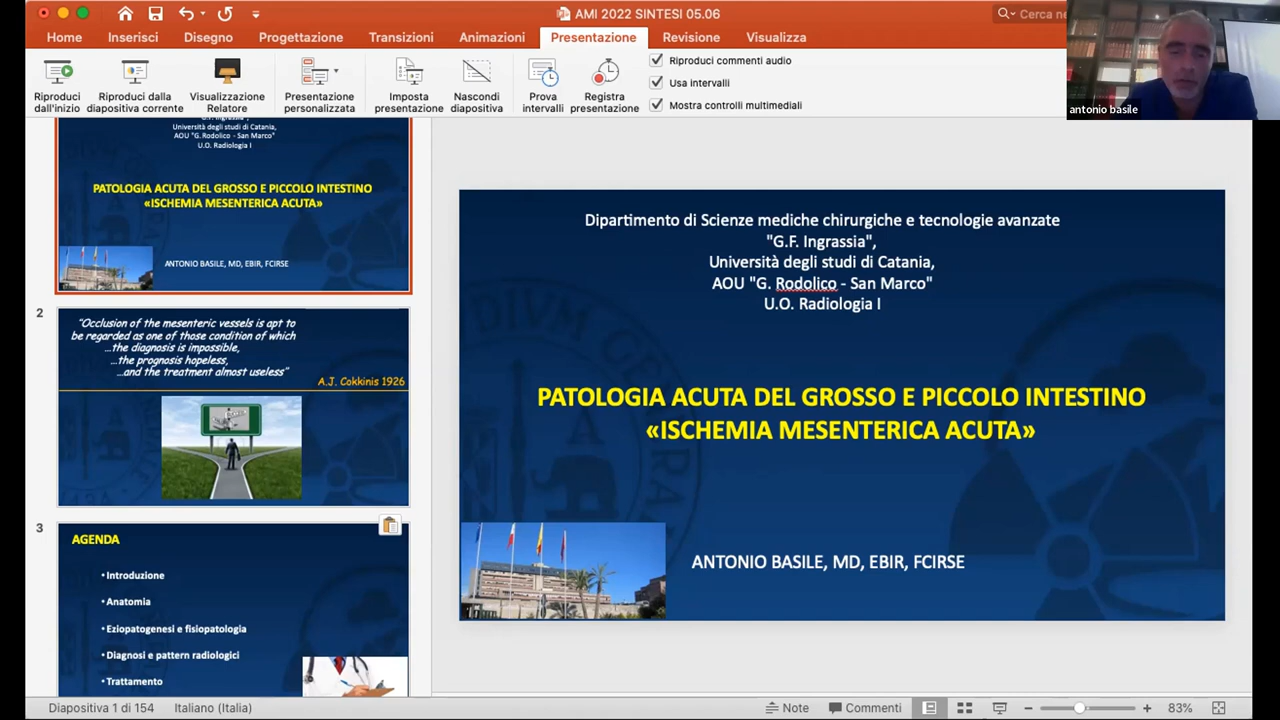 AMI 2022 SINTESI 05.06
Cerca ne
Home Inserisci Disegno Progettazione Transizioni Animazioni Presentazione Revisione Visualizza
Riproduci dall'inizio
Riproduci dalla diapositiva corrente
Visualizzazione Relatore
Presentazione personalizzata
Imposta presentazione
Nascondi diapositiva
Prova intervalli
Registra presentazione
Riproduci commenti audio
Usa intervalli
Mostra controlli multimediali
antonio basile
Università degli studi di Catania,
AOU "G. Rodolico - San Marco"
U.O. Radiologia I
PATOLOGIA ACUTA DEL GROSSO E PICCOLO INTESTINO
«ISCHEMIA MESENTERICA ACUTA»
ANTONIO BASILE, MD, EBIR, FCIRSE
2
"Occlusion of the mesenteric vessels is apt to
be regarded as one of those condition of which
...the diagnosis is impossible,
...the prognosis hopeless,
...and the treatment almost useless"
A.J. Cokkinis 1926
3
AGENDA
• Introduzione
• Anatomia
• Eziopatogenesi e fisiopatologia
• Diagnosi e pattern radiologici
• Trattamento
Dipartimento di Scienze mediche chirurgiche e tecnologie avanzate
"G.F. Ingrassia",
Università degli studi di Catania,
AOU "G. Rodolico - San Marco"
U.O. Radiologia I
PATOLOGIA ACUTA DEL GROSSO E PICCOLO INTESTINO
«ISCHEMIA MESENTERICA ACUTA»
ANTONIO BASILE, MD, EBIR, FCIRSE
Diapositiva 1 di 154 Italiano (Italia) Note Commenti 83%